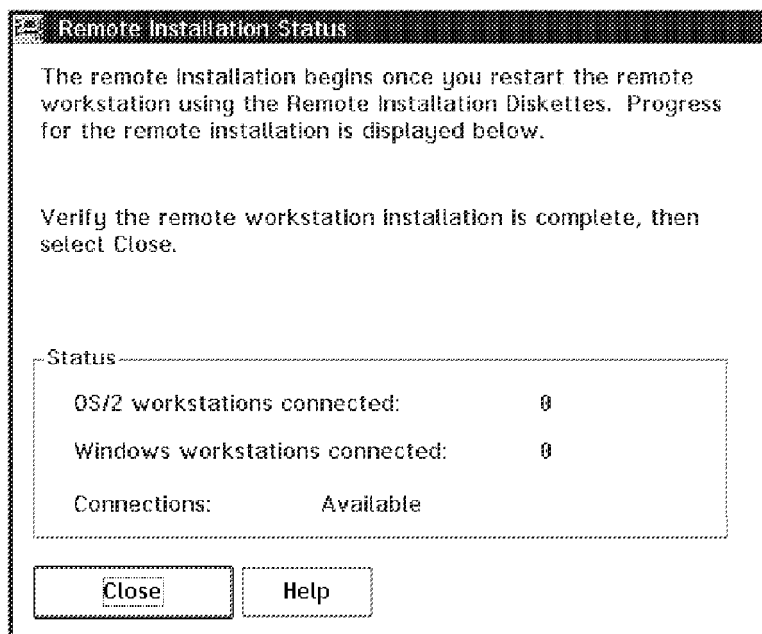 Remote Installation Status
The remote installation begins once you restart the remote
workstation using the Remote Installation Diskettes. Progress
for the remote installation is displayed below.
Verify the remote workstation installation is complete, then
select Close.
Status
OS/2 workstations connected: 0
Windows workstations connected: 0
Connections: Available
Close Help